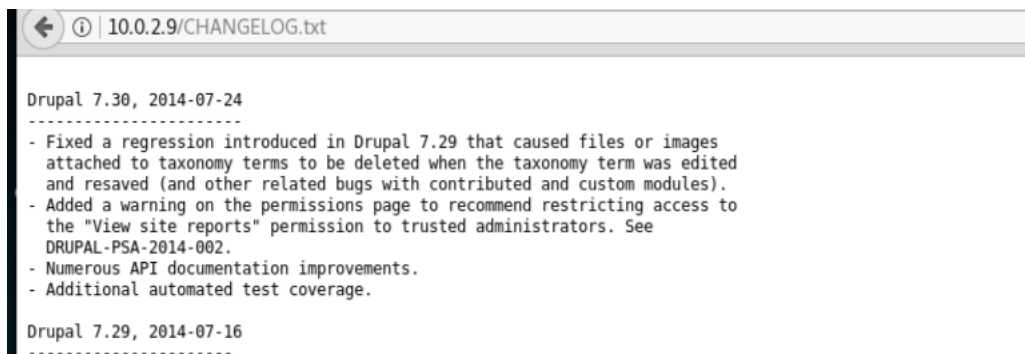 10.0.2.9/CHANGELOG.txt
Drupal 7.30, 2014-07-24
-----------------------
- Fixed a regression introduced in Drupal 7.29 that caused files or images
attached to taxonomy terms to be deleted when the taxonomy term was edited
and resaved (and other related bugs with contributed and custom modules).
- Added a warning on the permissions page to recommend restricting access to
the "View site reports" permission to trusted administrators. See
DRUPAL-PSA-2014-002.
- Numerous API documentation improvements.
- Additional automated test coverage.
Drupal 7.29, 2014-07-16
----------------------